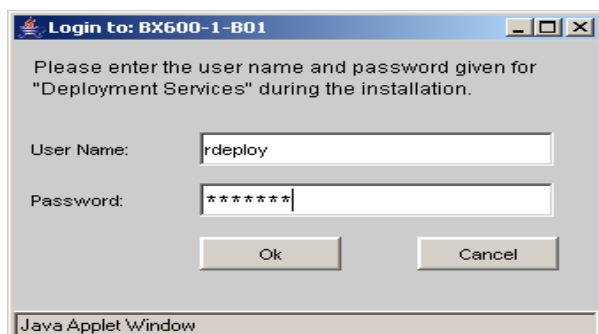 Login to: BX600-1-B01
Please enter the user name and password given for
"Deployment Services" during the installation.
User Name: rdeploy
Password: *******
Ok Cancel
Java Applet Window